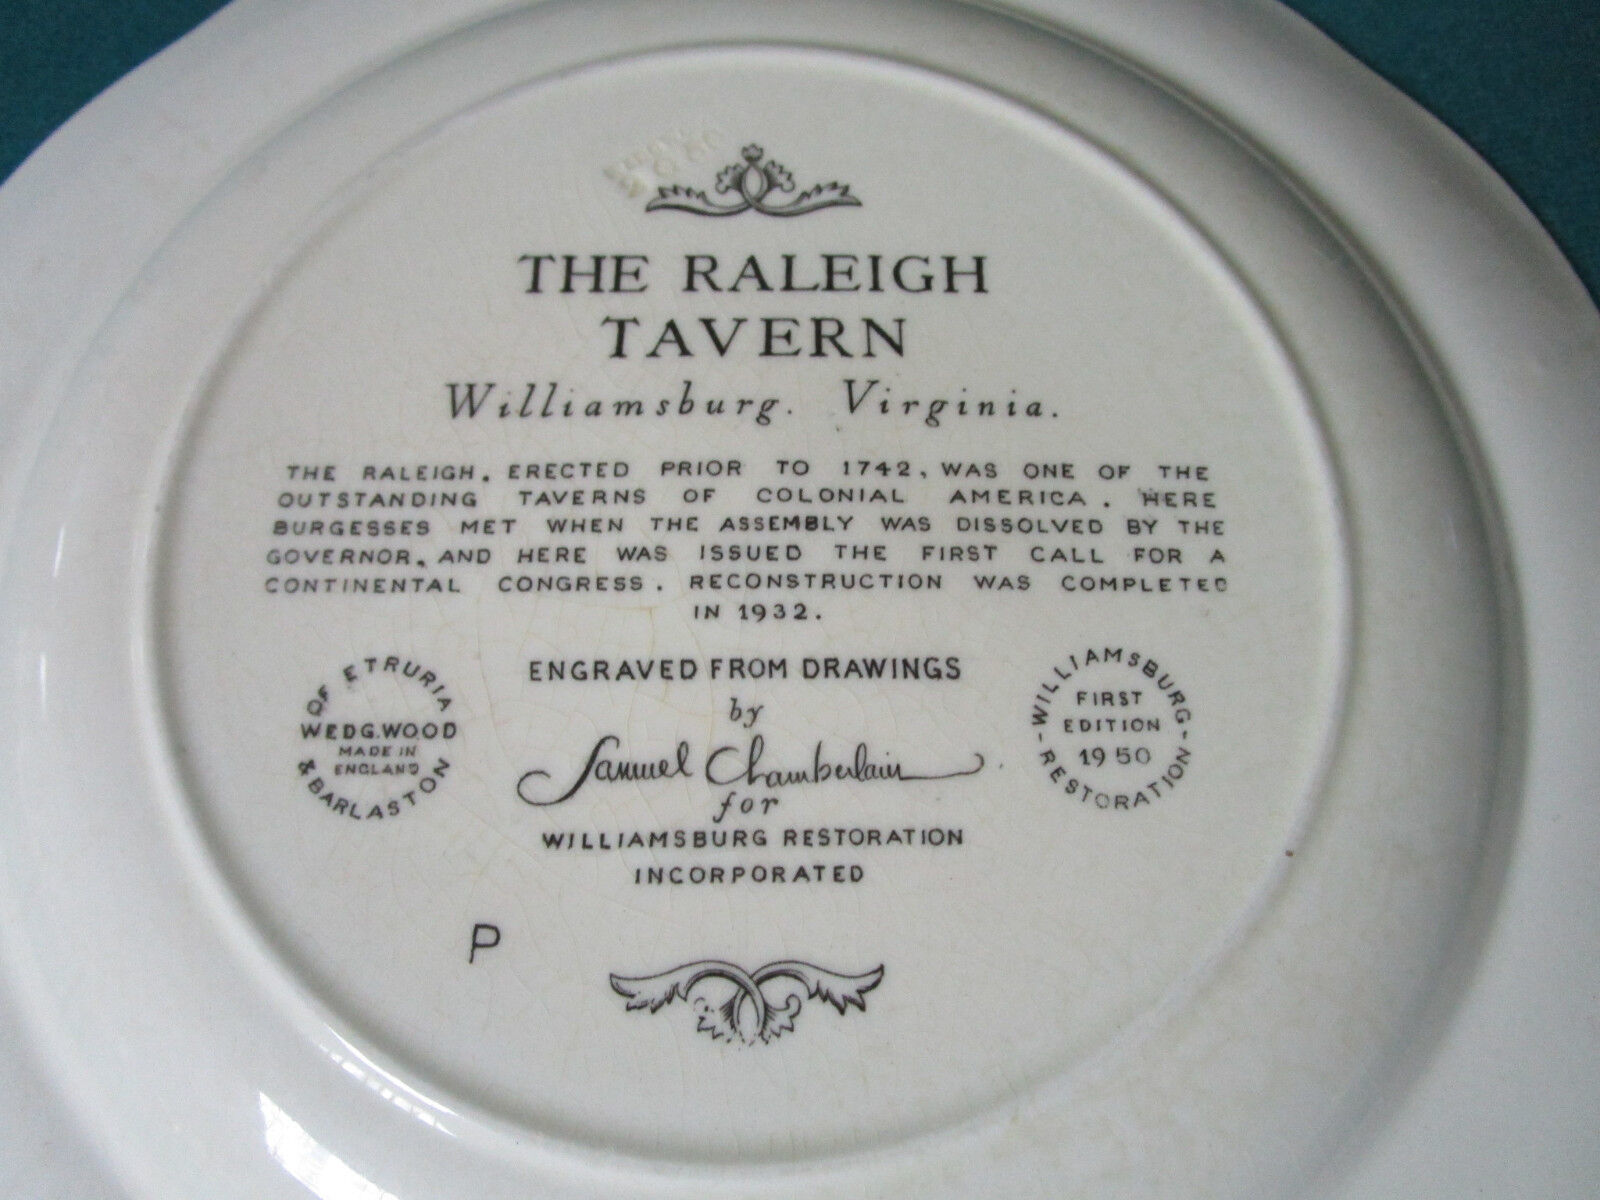 THE RALEIGH
TAVERN
Williamsburg. Virginia.
THE RALEIGH, ERECTED PRIOR TO 1742, WAS ONE OF THE
OUTSTANDING TAVERNS OF COLONIAL AMERICA. HERE
BURGESSES MET WHEN THE ASSEMBLY WAS DISSOLVED BY THE
GOVERNOR, AND HERE WAS ISSUED THE FIRST CALL FOR A
CONTINENTAL CONGRESS. RECONSTRUCTION WAS COMPLETED
IN 1932.
OF ETRURIA
WEDGWOOD
MADE IN
ENGLAND
& BARLASTON
ENGRAVED FROM DRAWINGS
by
Samuel Chamberlain
for
WILLIAMSBURG RESTORATION
INCORPORATED
-WILLIAMSBURG-
FIRST
EDITION
1950
RESTORATION
P